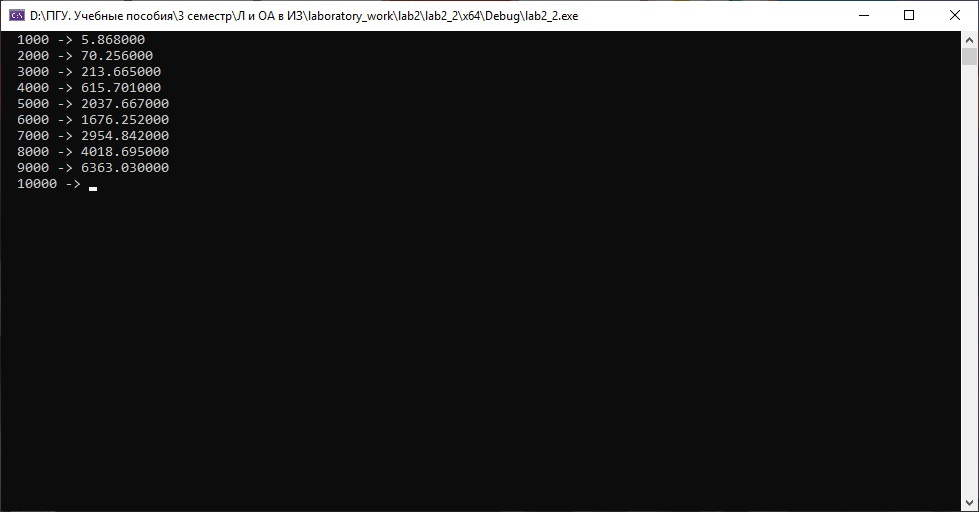 D:\ПГУ. Учебные пособия\3 семестр\Л и ОА в ИЗ\laboratory_work\lab2\lab2_2\x64\Debug\lab2_2.exe
1000 -> 5.868000
2000 -> 70.256000
3000 -> 213.665000
4000 -> 615.701000
5000 -> 2037.667000
6000 -> 1676.252000
7000 -> 2954.842000
8000 -> 4018.695000
9000 -> 6363.030000
10000 ->